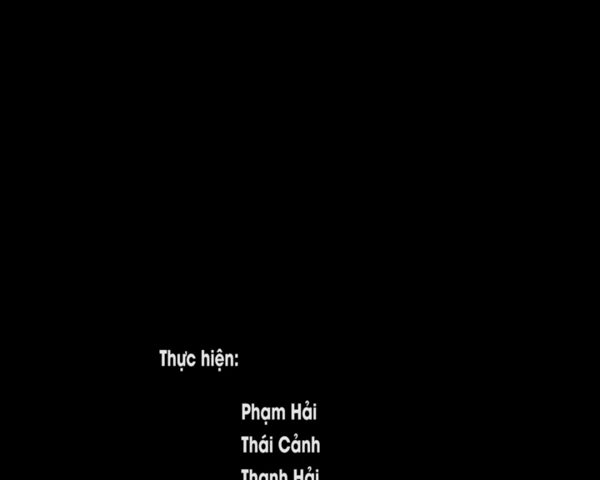 Thực hiện:
Phạm Hải
Thái Cảnh
Thanh Hải